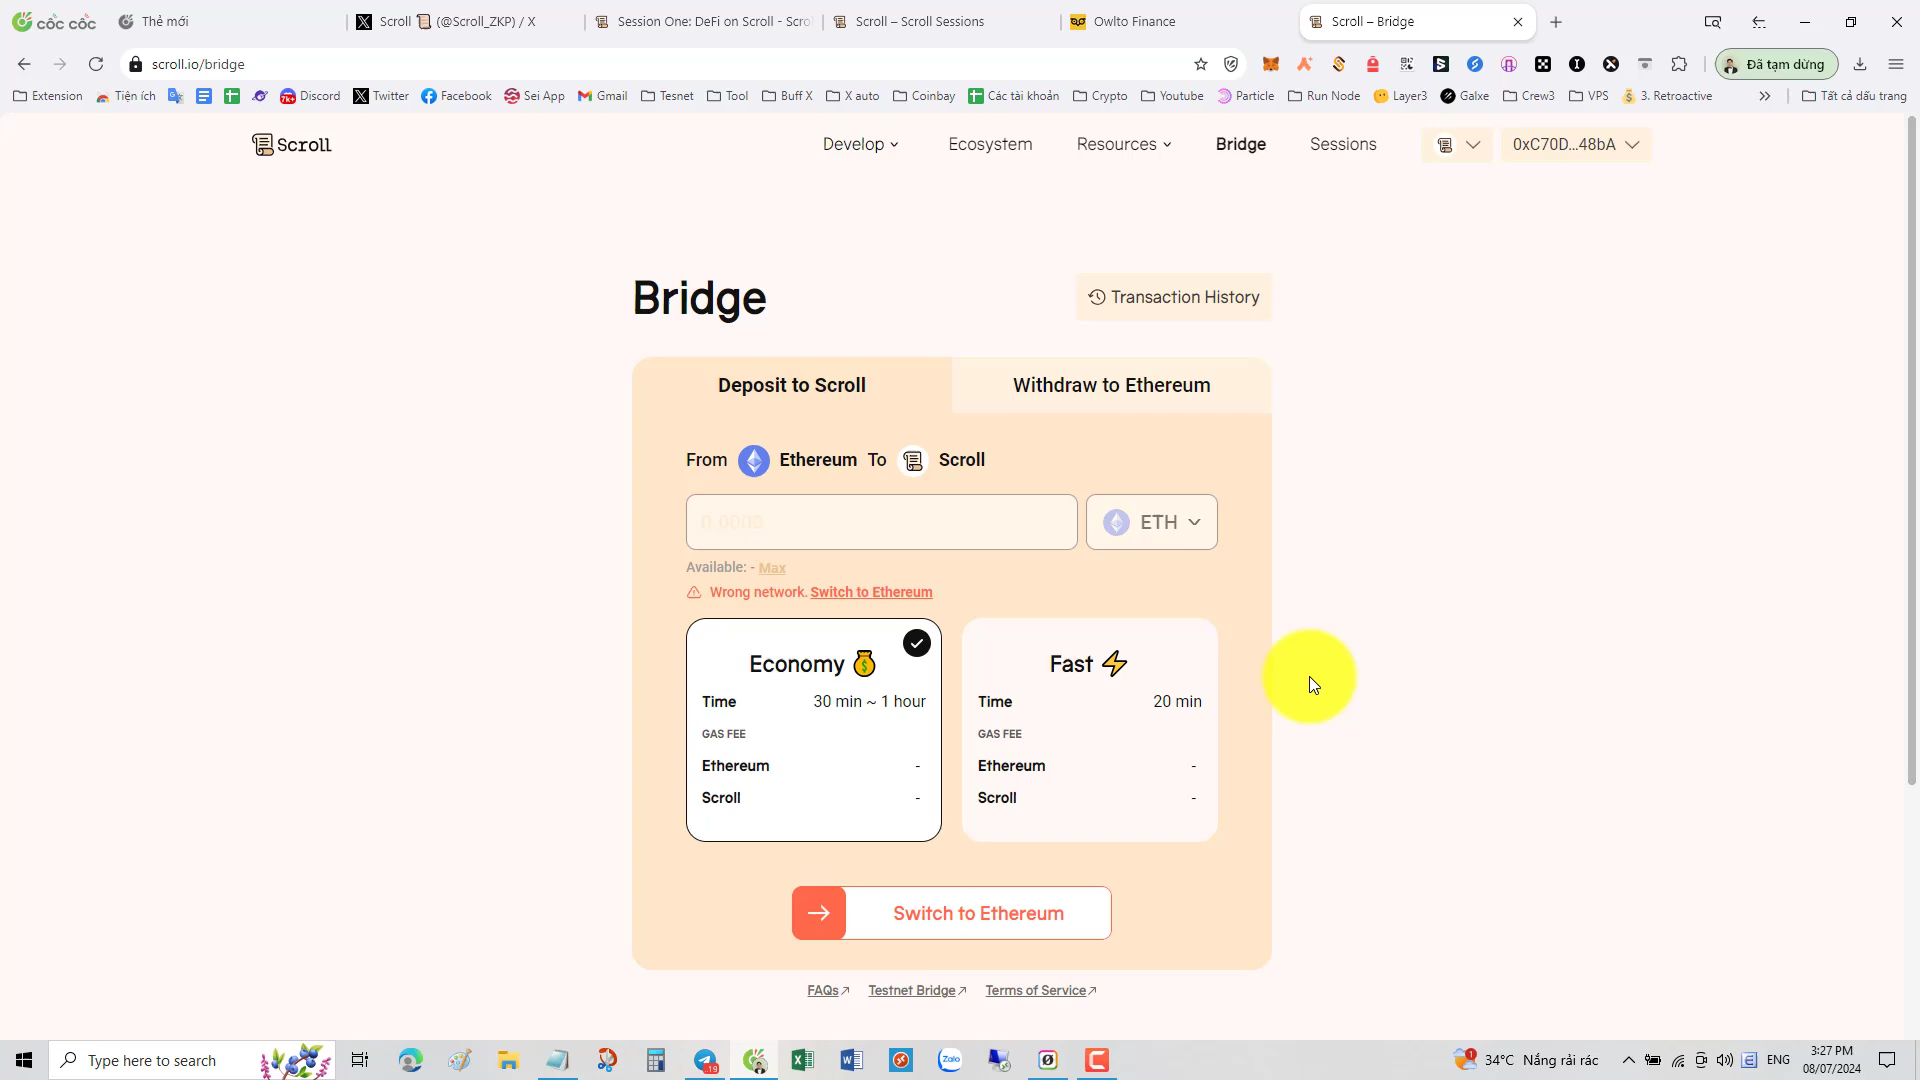 cốc cốc
Thẻ mới
Scroll 📜 (@Scroll_ZKP) / X
Session One: DeFi on Scroll - Scro
Scroll – Scroll Sessions
Owlto Finance
Scroll – Bridge
scroll.io/bridge
Đã tạm dừng
Extension
Tiện ích
Discord
Twitter
Facebook
Sei App
Gmail
Tesnet
Tool
Buff X
X auto
Coinbay
Các tài khoản
Crypto
Youtube
Particle
Run Node
Layer3
Galxe
Crew3
VPS
3. Retroactive
Tất cả dấu trang
Scroll
Develop
Ecosystem
Resources
Bridge
Sessions
0xC70D...48bA
Bridge
Transaction History
Deposit to Scroll
Withdraw to Ethereum
From Ethereum To Scroll
0.0000
ETH
Available: - Max
Wrong network. Switch to Ethereum
Economy
Time 30 min ~ 1 hour
GAS FEE
Ethereum -
Scroll -
Fast
Time 20 min
GAS FEE
Ethereum -
Scroll -
Switch to Ethereum
FAQs
Testnet Bridge
Terms of Service
Type here to search
Zalo
34°C Nắng rải rác
ENG
3:27 PM
08/07/2024